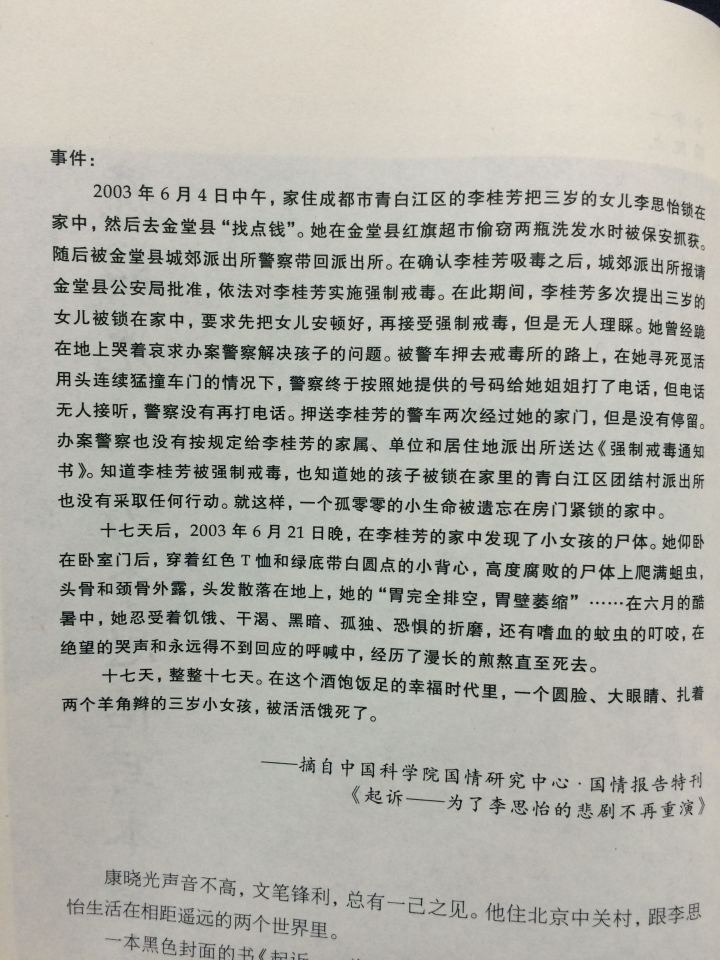 事件：
2003 年 6 月 4 日中午，家住成都市青白江区的李桂芳把三岁的女儿李思怡锁在
家中，然后去金堂县“找点钱”。她在金堂县红旗超市偷窃两瓶洗发水时被保安抓获。
随后被金堂县城郊派出所警察带回派出所。在确认李桂芳吸毒之后，城郊派出所报请
金堂县公安局批准，依法对李桂芳实施强制戒毒。在此期间，李桂芳多次提出三岁的
女儿被锁在家中，要求先把女儿安顿好，再接受强制戒毒，但是无人理睬。她曾经跪
在地上哭着哀求办案警察解决孩子的问题。被警车押去戒毒所的路上，在她寻死觅活
用头连续猛撞车门的情况下，警察终于按照她提供的号码给她姐姐打了电话，但电话
无人接听，警察没有再打电话。押送李桂芳的警车两次经过她的家门，但是没有停留。
办案警察也没有按规定给李桂芳的家属、单位和居住地派出所送达《强制戒毒通知
书》。知道李桂芳被强制戒毒，也知道她的孩子被锁在家里的青白江区团结村派出所
也没有采取任何行动。就这样，一个孤零零的小生命被遗忘在房门紧锁的家中。
十七天后，2003 年 6 月 21 日晚，在李桂芳的家中发现了小女孩的尸体。她仰卧
在卧室门后，穿着红色 T 恤和绿底带白圆点的小背心，高度腐败的尸体上爬满蛆虫，
头骨和颈骨外露，头发散落在地上，她的“胃完全排空，胃壁萎缩”……在六月的酷
暑中，她忍受着饥饿、干渴、黑暗、孤独、恐惧的折磨，还有嗜血的蚊虫的叮咬，在
绝望的哭声和永远得不到回应的呼喊中，经历了漫长的煎熬直至死去。
十七天，整整十七天。在这个酒饱饭足的幸福时代里，一个圆脸、大眼睛、扎着
两个羊角辫的三岁小女孩，被活活饿死了。
——摘自中国科学院国情研究中心·国情报告特刊
《起诉——为了李思怡的悲剧不再重演》
康晓光声音不高，文笔锋利，总有一己之见。他住北京中关村，跟李思
怡生活在相距遥远的两个世界里。
一本黑色封面的书《起诉